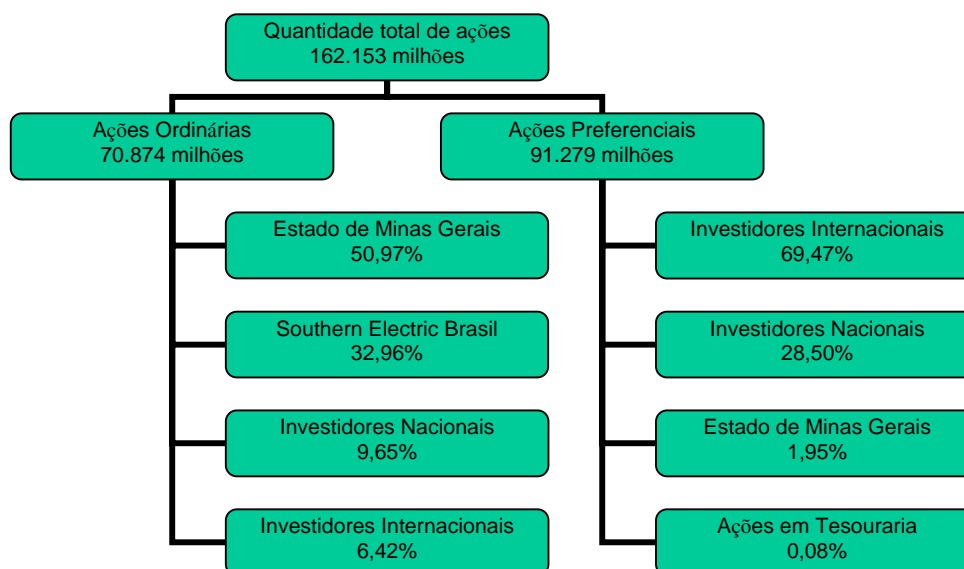 Quantidade total de ações
162.153 milhões
Ações Ordinárias
70.874 milhões
Ações Preferenciais
91.279 milhões
Estado de Minas Gerais
50,97%
Investidores Internacionais
69,47%
Southern Electric Brasil
32,96%
Investidores Nacionais
28,50%
Investidores Nacionais
9,65%
Estado de Minas Gerais
1,95%
Investidores Internacionais
6,42%
Ações em Tesouraria
0,08%